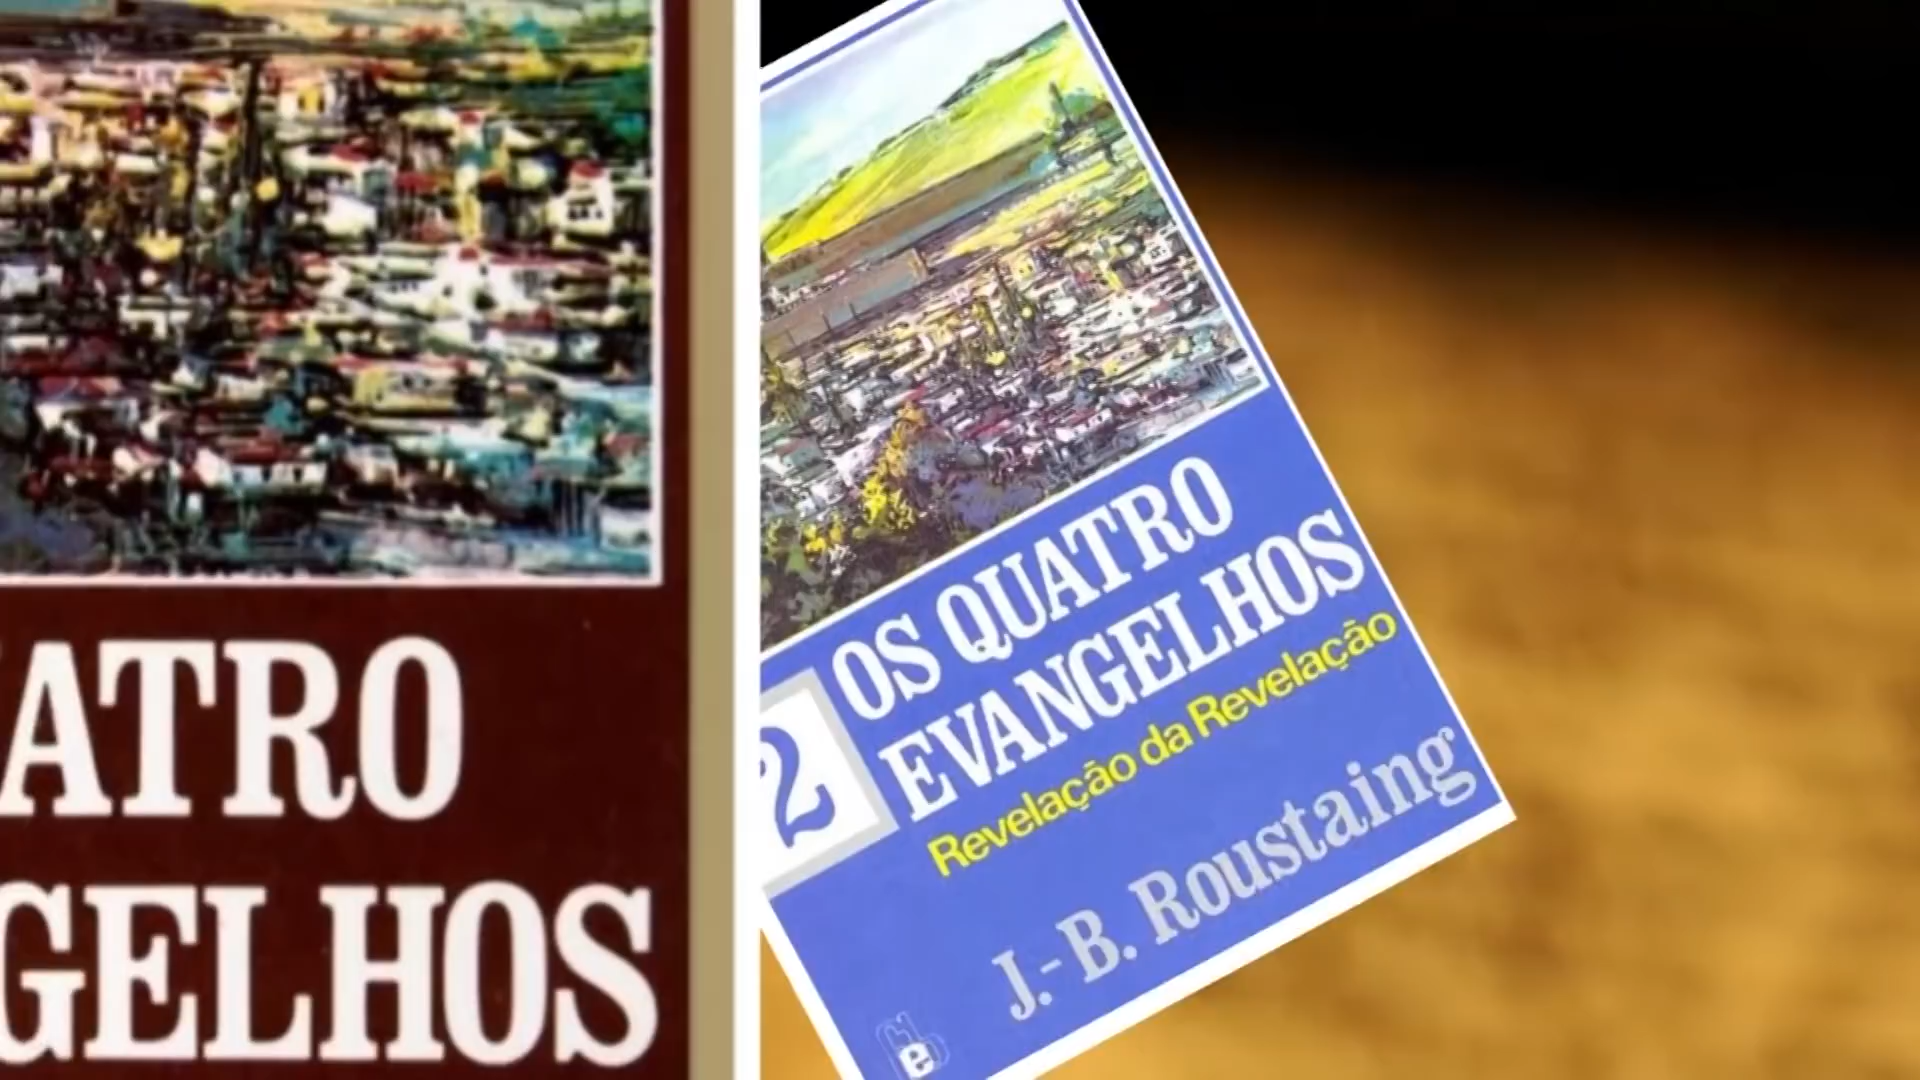 ATRO
GELHOS
2
OS QUATRO
EVANGELHOS
Revelação da Revelação
J.-B. Roustaing
e